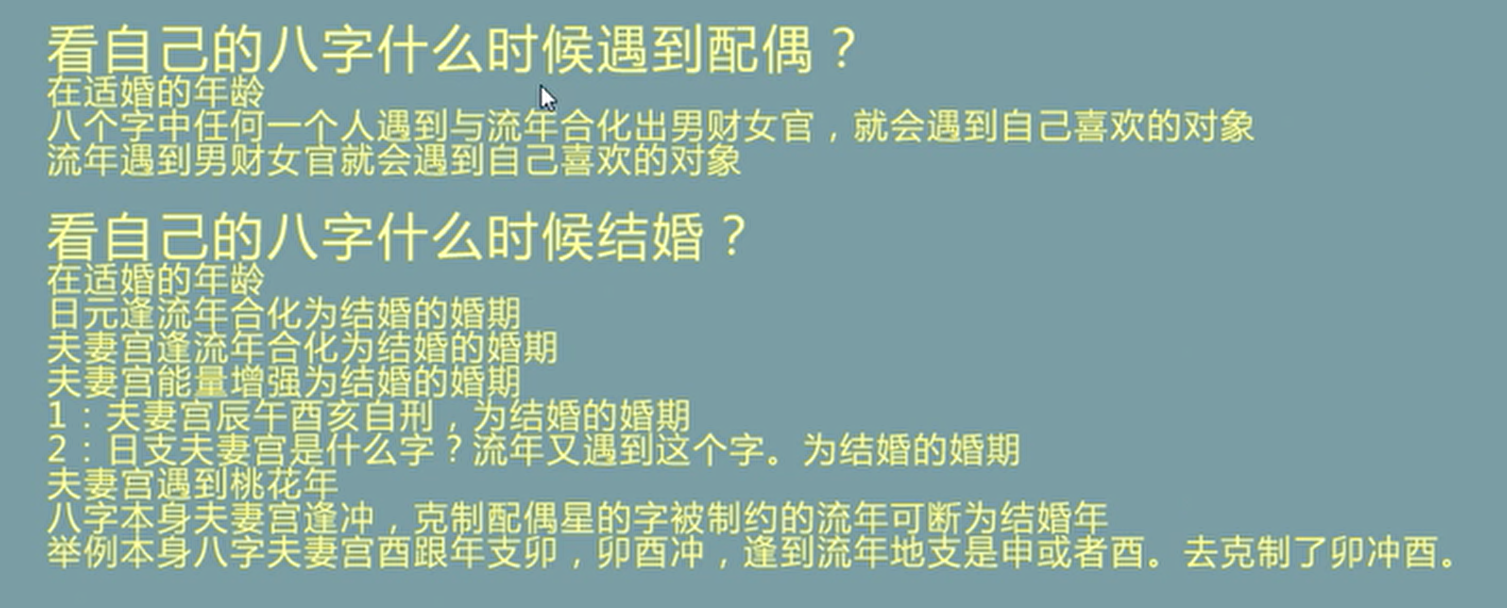 看自己的八字什么时候遇到配偶？
在适婚的年龄
八个字中任何一个人遇到与流年合化出男财女官，就会遇到自己喜欢的对象
流年遇到男财女官就会遇到自己喜欢的对象
看自己的八字什么时候结婚？
在适婚的年龄
日元逢流年合化为结婚的婚期
夫妻宫逢流年合化为结婚的婚期
夫妻宫能量增强为结婚的婚期
1：夫妻宫辰午酉亥自刑，为结婚的婚期
2：日支夫妻宫是什么字？流年又遇到这个字。为结婚的婚期
夫妻宫遇到桃花年
八字本身夫妻宫逢冲，克制配偶星的字被制约的流年可断为结婚年
举例本身八字夫妻宫酉跟年支卯，卯酉冲，逢到流年地支是申或者酉。去克制了卯冲酉。